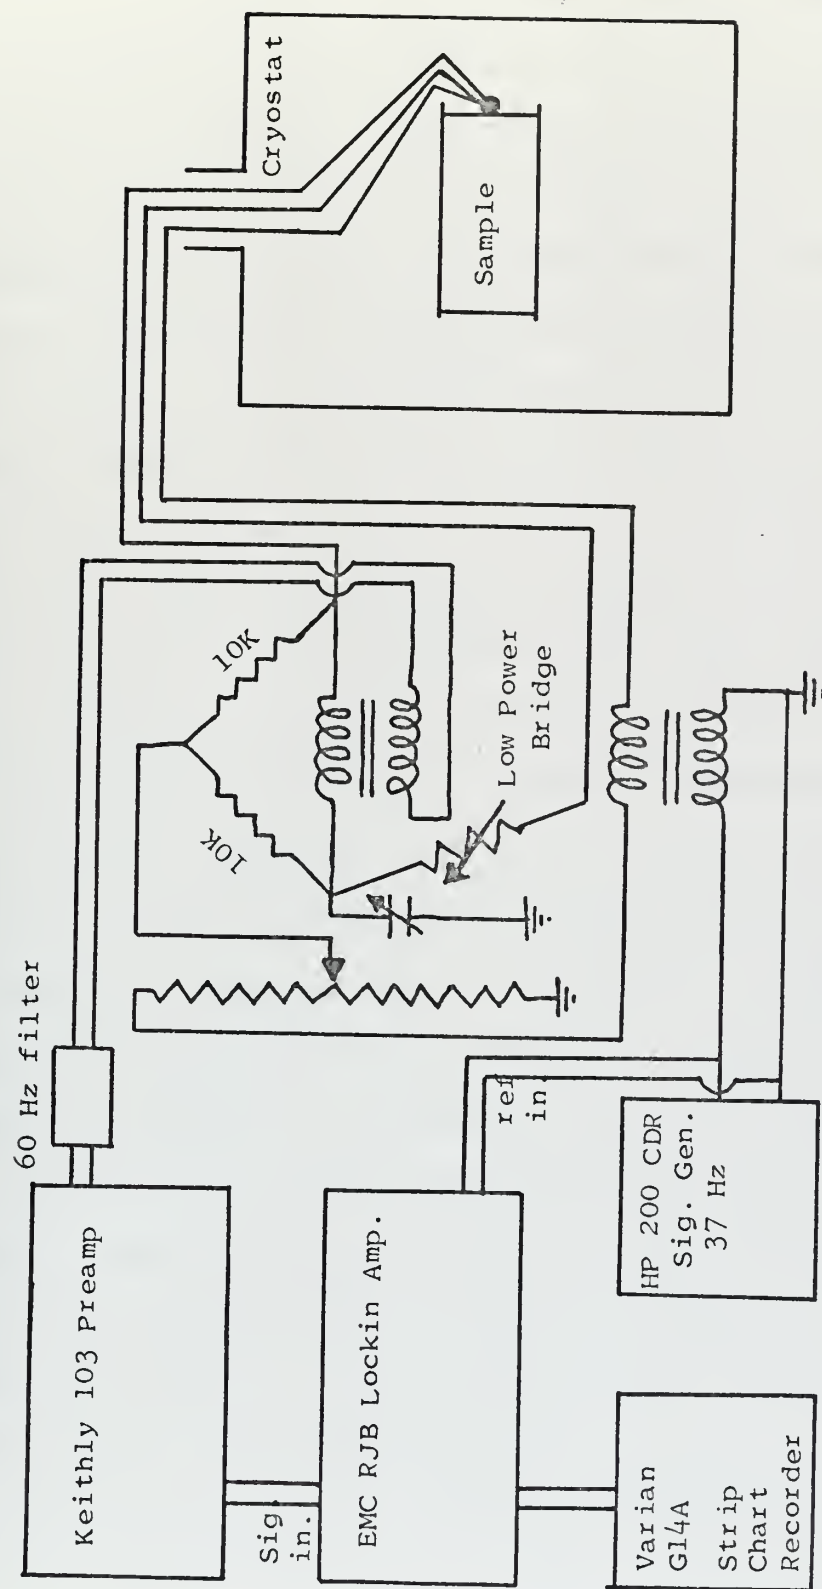 Keithly 103 Preamp
60 Hz filter
Sig.
in.
EMC RJB Lockin Amp.
ref
in.
Varian
G14A
Strip
Chart
Recorder
HP 200 CDR
Sig. Gen.
37 Hz
10K
10K
Low Power
Bridge
Cryostat
Sample